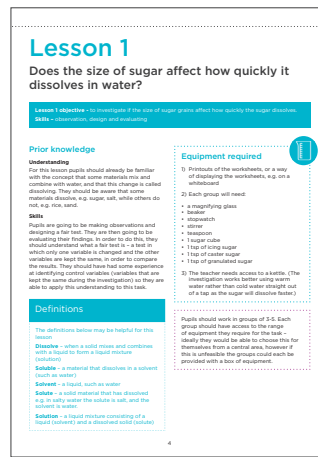 Lesson 1
Does the size of sugar affect how quickly it
dissolves in water?
Lesson 1 objective – to investigate if the size of sugar grains affect how quickly the sugar dissolves.
Skills – observation, design and evaluating
Prior knowledge
Understanding
For this lesson pupils should already be familiar
with the concept that some materials mix and
combine with water, and that this change is called
dissolving. They should be aware that some
materials dissolve, e.g. sugar, salt, while others do
not, e.g. rice, sand.
Skills
Pupils are going to be making observations and
designing a fair test. They are then going to be
evaluating their findings. In order to do this, they
should understand what a fair test is – a test in
which only one variable is changed and the other
variables are kept the same, in order to compare
the results. They should have had some experience
at identifying control variables (variables that are
kept the same during the investigation) so they are
able to apply this understanding to this task.
Definitions
The definitions below may be helpful for this
lesson
Dissolve – when a solid mixes and combines
with a liquid to form a liquid mixture
(solution)
Soluble – a material that dissolves in a solvent
(such as water)
Solvent – a liquid, such as water
Solute – a solid material that has dissolved
e.g. in salty water the solute is salt, and the
solvent is water.
Solution – a liquid mixture consisting of a
liquid (solvent) and a dissolved solid (solute)
Equipment required
1) Printouts of the worksheets, or a way
of displaying the worksheets, e.g. on a
whiteboard
2) Each group will need:
• a magnifying glass
• beaker
• stopwatch
• stirrer
• teaspoon
• 1 sugar cube
• 1 tsp of icing sugar
• 1 tsp of caster sugar
• 1 tsp of granulated sugar
3) The teacher needs access to a kettle. (The
investigation works better using warm
water rather than cold water straight out
of a tap as the sugar will dissolve faster.)
Pupils should work in groups of 3-5. Each
group should have access to the range
of equipment they require for the task –
ideally they would be able to choose this for
themselves from a central area, however if
this is unfeasible the groups could each be
provided with a box of equipment.
4